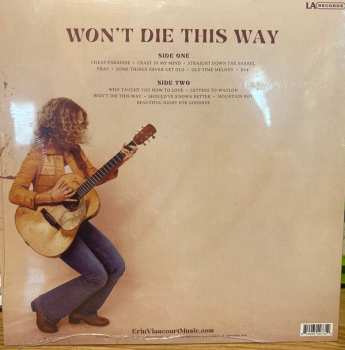 LA RECORDS
WON'T DIE THIS WAY
SIDE ONE
CHEAP PARADISE • CRAZY IN MY MIND • STRAIGHT DOWN THE BARREL
PRAY • SOME THINGS NEVER GET OLD • OLD TIME MELODY •
SIDE TWO
WHO TAUGHT YOU HOW TO LOVE • LETTERS TO WAYLON
WON'T DIE THIS WAY • SHOULD'VE KNOWN BETTER • MOUNTAIN
BEAUTIFUL NIGHT FOR GOODBYE
ErinViancourtMusic.com